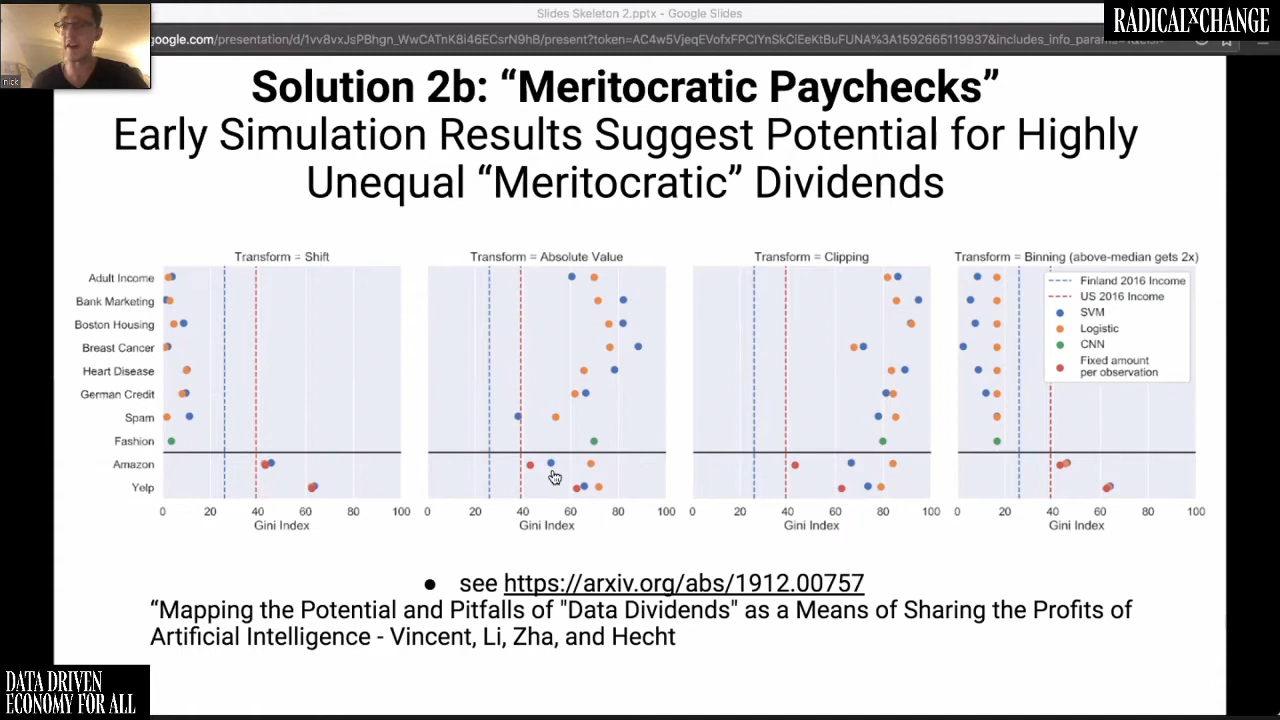 Slides Skeleton 2.pptx - Google Slides
RADICALXCHANGE
google.com/presentation/d/1vv8vxJsPBhgn_WwCATnK8i46ECsrN9hB/present?token=AC4w5VjeqEVofxFPCIYnSkCiEeKtBuFUNA%3A1592665119937&includes_info_params=
nick
Solution 2b: “Meritocratic Paychecks”
Early Simulation Results Suggest Potential for Highly
Unequal “Meritocratic” Dividends
Transform = Shift
Transform = Absolute Value
Transform = Clipping
Transform = Binning (above-median gets 2x)
Adult Income
Bank Marketing
Boston Housing
Breast Cancer
Heart Disease
German Credit
Spam
Fashion
Amazon
Yelp
Finland 2016 Income
US 2016 Income
SVM
Logistic
CNN
Fixed amount
per observation
0 20 40 60 80 100
0 20 40 60 80 100
0 20 40 60 80 100
0 20 40 60 80 100
Gini Index
Gini Index
Gini Index
Gini Index
● see https://arxiv.org/abs/1912.00757
“Mapping the Potential and Pitfalls of "Data Dividends" as a Means of Sharing the Profits of
Artificial Intelligence - Vincent, Li, Zha, and Hecht
DATA DRIVEN
ECONOMY FOR ALL